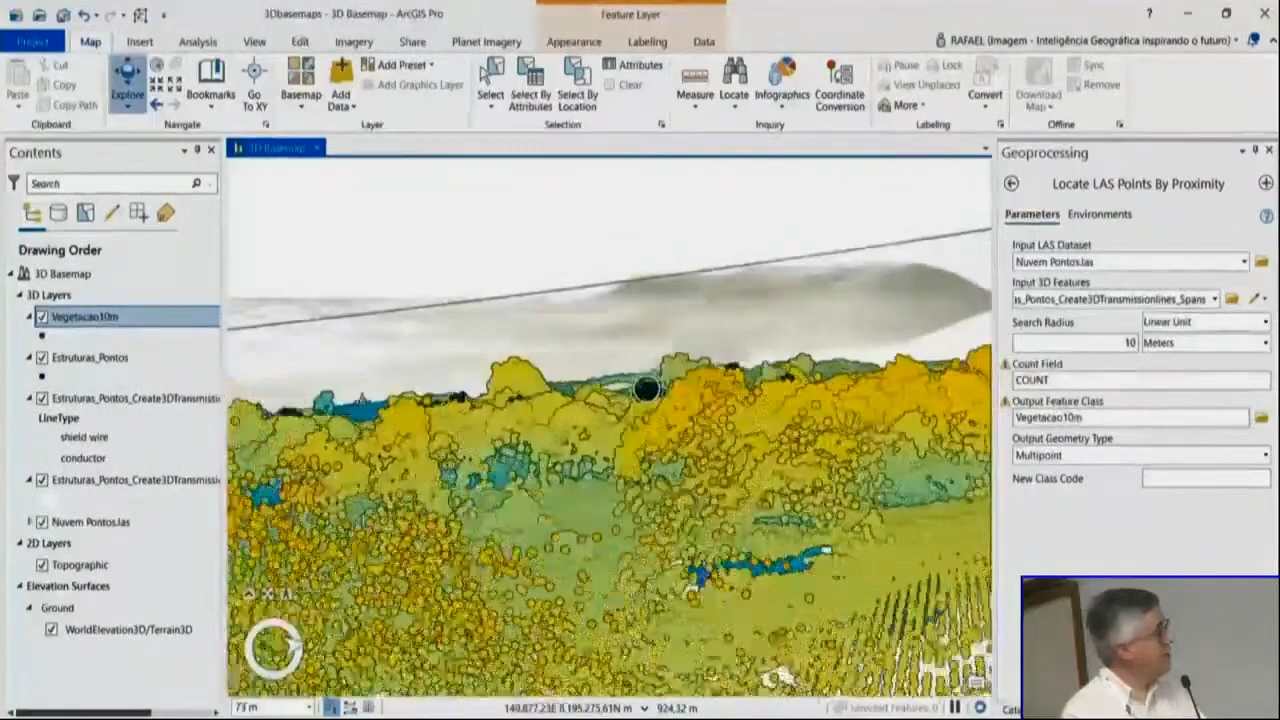 3Dbasemaps - 3D Basemap - ArcGIS Pro
Feature Layer
?
Project
Map
Insert
Analysis
View
Edit
Imagery
Share
Planet Imagery
Appearance
Labeling
Data
RAFAEL (Imagem - Inteligência Geográfica inspirando o futuro)
Paste
Cut
Copy
Copy Path
Clipboard
Explore
Bookmarks
Go
To XY
Navigate
Basemap
Add
Data
Add Preset
Add Graphics Layer
Layer
Select
Select By
Attributes
Select By
Location
Attributes
Clear
Selection
Measure
Locate
Infographics
Coordinate
Conversion
Inquiry
Pause
Lock
View Unplaced
More
Convert
Labeling
Download
Map
Sync
Remove
Offline
Contents
Search
Drawing Order
3D Basemap
3D Layers
Vegetacao10m
Estruturas_Pontos
Estruturas_Pontos_Create3DTransmissi
LineType
shield wire
conductor
Estruturas_Pontos_Create3DTransmissi
Nuvem Pontos.las
2D Layers
Topographic
Elevation Surfaces
Ground
WorldElevation3D/Terrain3D
3D Basemap
Geoprocessing
Locate LAS Points By Proximity
Parameters
Environments
Input LAS Dataset
Nuvem Pontos.las
Input 3D Features
is_Pontos_Create3DTransmissionlines_Spans
Search Radius
Linear Unit
10
Meters
Count Field
COUNT
Output Feature Class
Vegetacao10m
Output Geometry Type
Multipoint
New Class Code
924,32 m
Selected Features: 0
Cata